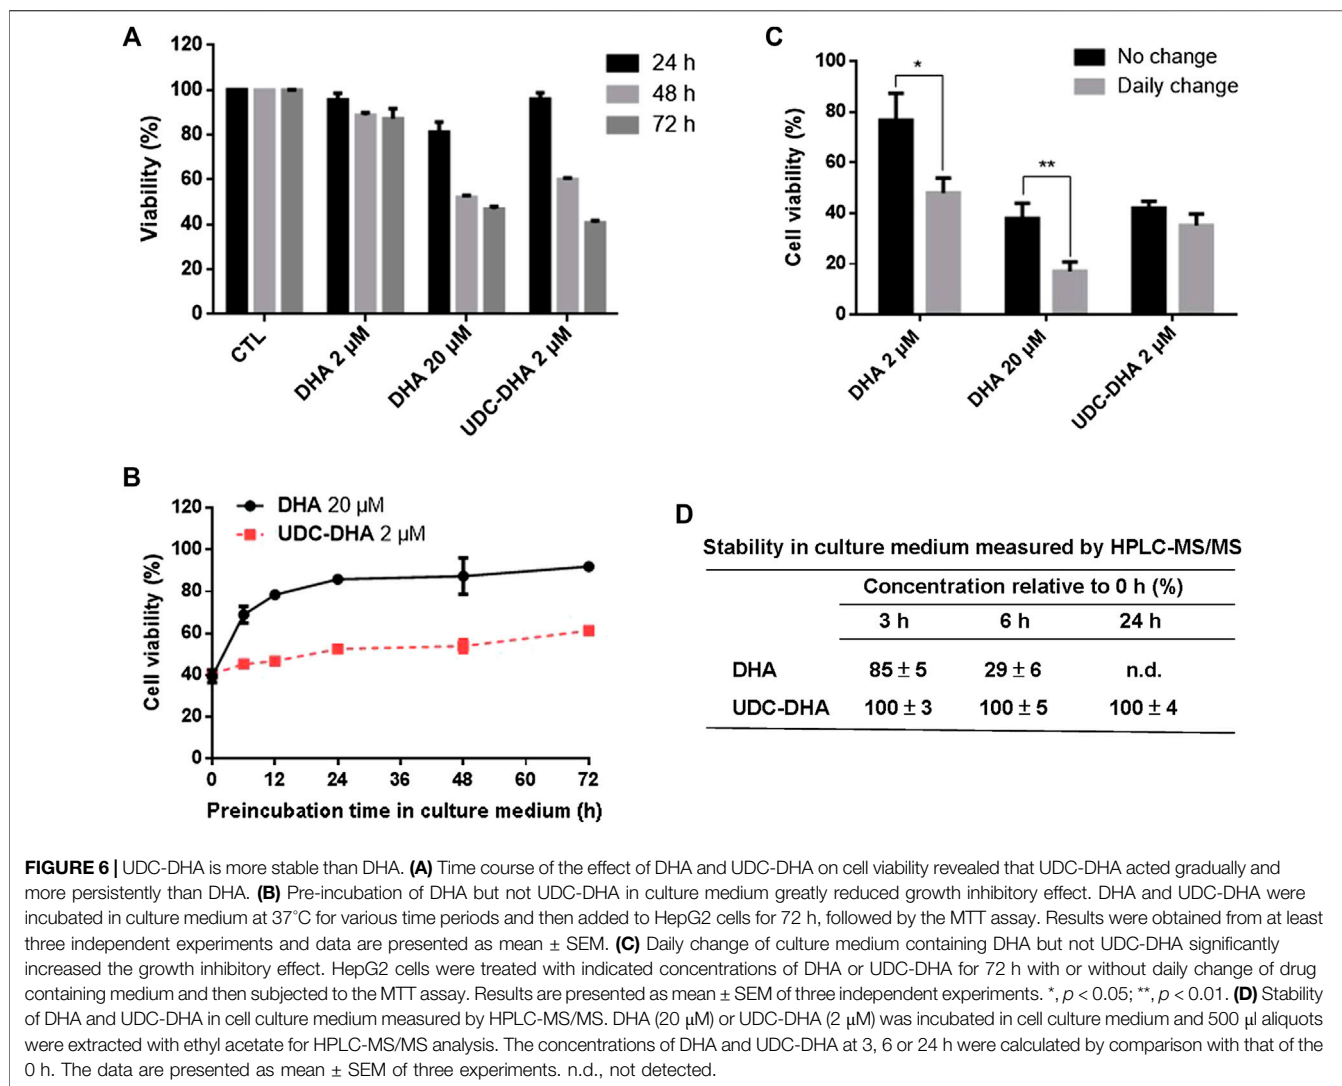 A
120
100
80
60
40
20
0
Viability (%)
24 h
48 h
72 h
CTL
DHA 2 µM
DHA 20 µM
UDC-DHA 2 µM
C
100
80
60
40
20
0
Cell viability (%)
No change
Daily change
*
**
DHA 2 µM
DHA 20 µM
UDC-DHA 2 µM
B
120
100
80
60
40
20
0
Cell viability (%)
DHA 20 µM
UDC-DHA 2 µM
0 12 24 36 48 60 72
Preincubation time in culture medium (h)
D
Stability in culture medium measured by HPLC-MS/MS
Concentration relative to 0 h (%)
3 h 6 h 24 h
DHA 85 ± 5 29 ± 6 n.d.
UDC-DHA 100 ± 3 100 ± 5 100 ± 4
FIGURE 6 | UDC-DHA is more stable than DHA. (A) Time course of the effect of DHA and UDC-DHA on cell viability revealed that UDC-DHA acted gradually and
more persistently than DHA. (B) Pre-incubation of DHA but not UDC-DHA in culture medium greatly reduced growth inhibitory effect. DHA and UDC-DHA were
incubated in culture medium at 37°C for various time periods and then added to HepG2 cells for 72 h, followed by the MTT assay. Results were obtained from at least
three independent experiments and data are presented as mean ± SEM. (C) Daily change of culture medium containing DHA but not UDC-DHA significantly
increased the growth inhibitory effect. HepG2 cells were treated with indicated concentrations of DHA or UDC-DHA for 72 h with or without daily change of drug
containing medium and then subjected to the MTT assay. Results are presented as mean ± SEM of three independent experiments. *, p < 0.05; **, p < 0.01. (D) Stability
of DHA and UDC-DHA in cell culture medium measured by HPLC-MS/MS. DHA (20 µM) or UDC-DHA (2 µM) was incubated in cell culture medium and 500 µl aliquots
were extracted with ethyl acetate for HPLC-MS/MS analysis. The concentrations of DHA and UDC-DHA at 3, 6 or 24 h were calculated by comparison with that of the
0 h. The data are presented as mean ± SEM of three experiments. n.d., not detected.